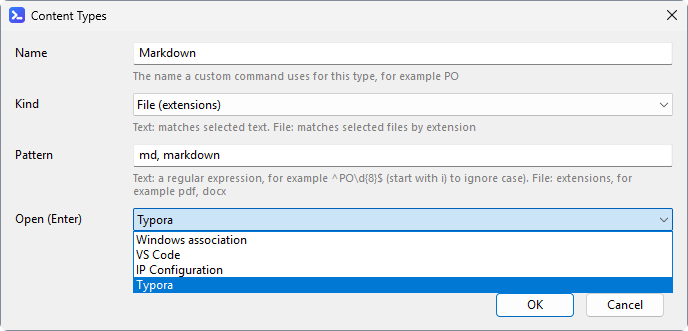 Content Types
Name
Markdown
The name a custom command uses for this type, for example PO
Kind
File (extensions)
Text: matches selected text. File: matches selected files by extension
Pattern
md, markdown
Text: a regular expression, for example ^PO\d{8}$ (start with i) to ignore case). File: extensions, for
example pdf, docx
Open (Enter)
Typora
Windows association
VS Code
IP Configuration
Typora
OK
Cancel